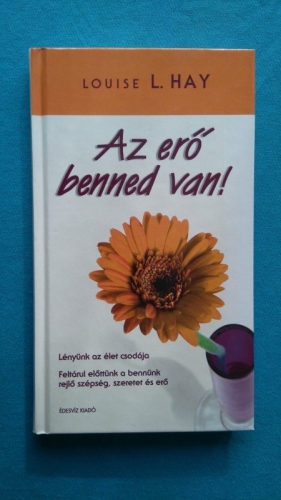 LOUISE L. HAY
Az erő
benned van!
Lényünk az élet csodája
Feltárul előttünk a bennünk
rejlő szépség, szeretet és erő
ÉDESVÍZ KIADÓ